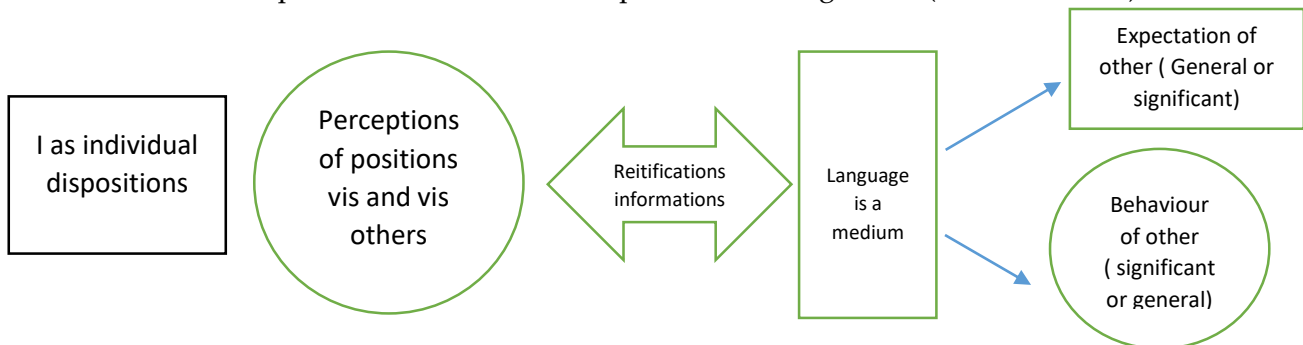 I as individual
dispositions
Perceptions
of positions
vis and vis
others
Reitifications
informations
Language
is a
medium
Expectation of
other ( General or
significant)
Behaviour
of other
( significant
or general)